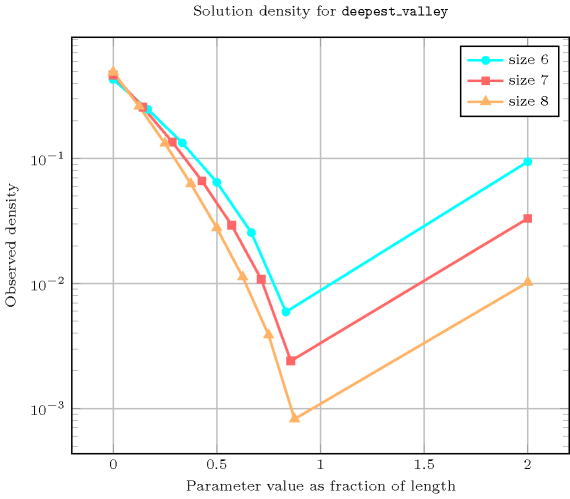 Solution density for deepest_valley
size 6
size 7
size 8
10⁻¹
10⁻²
10⁻³
Observed density
0 0.5 1 1.5 2
Parameter value as fraction of length